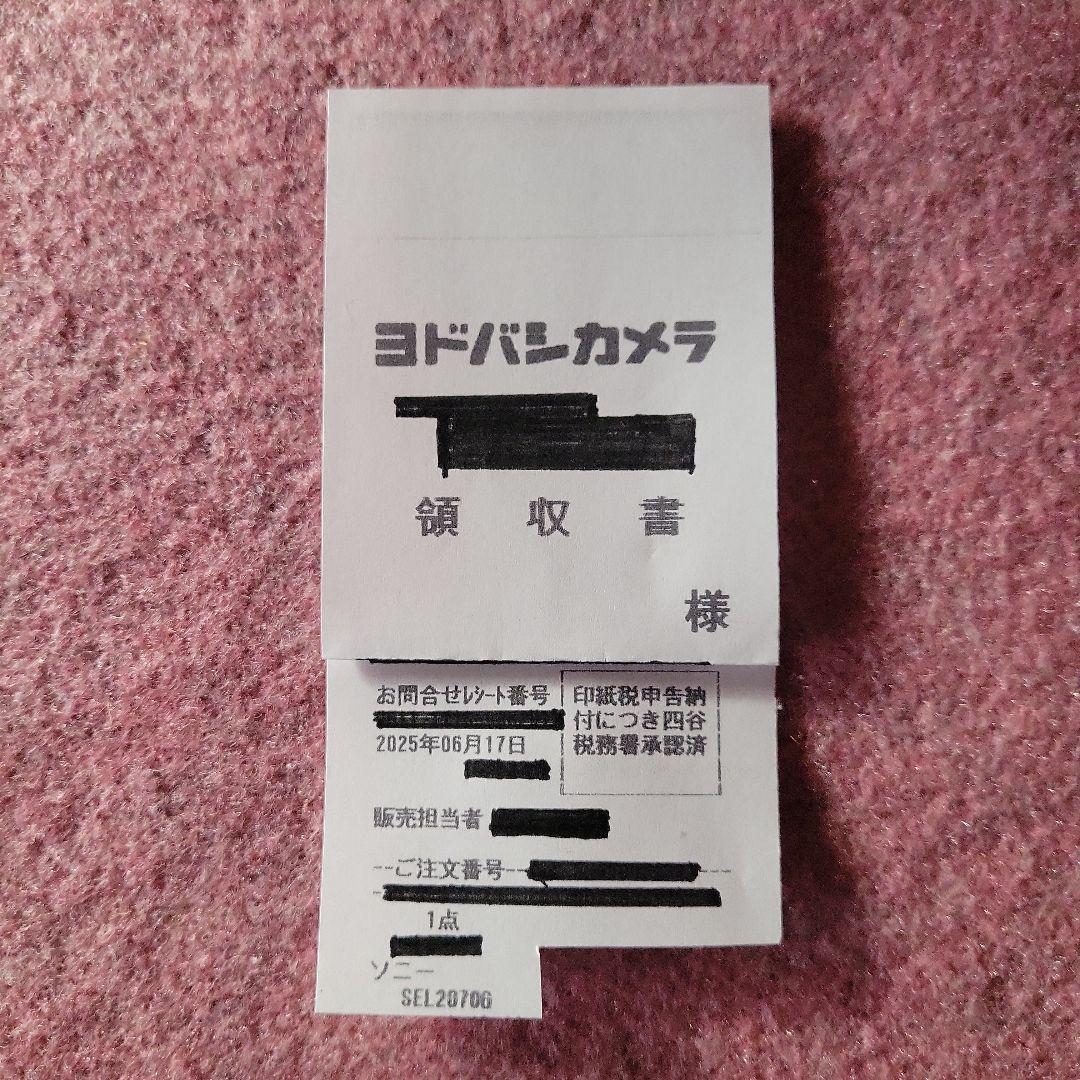 ヨドバシカメラ
領 収 書
様
お問合せﾚｼｰﾄ番号
2025年06月17日
印紙税申告納
付につき四谷
税務署承認済
販売担当者
--ご注文番号--
1点
ソニー
SEL2070G